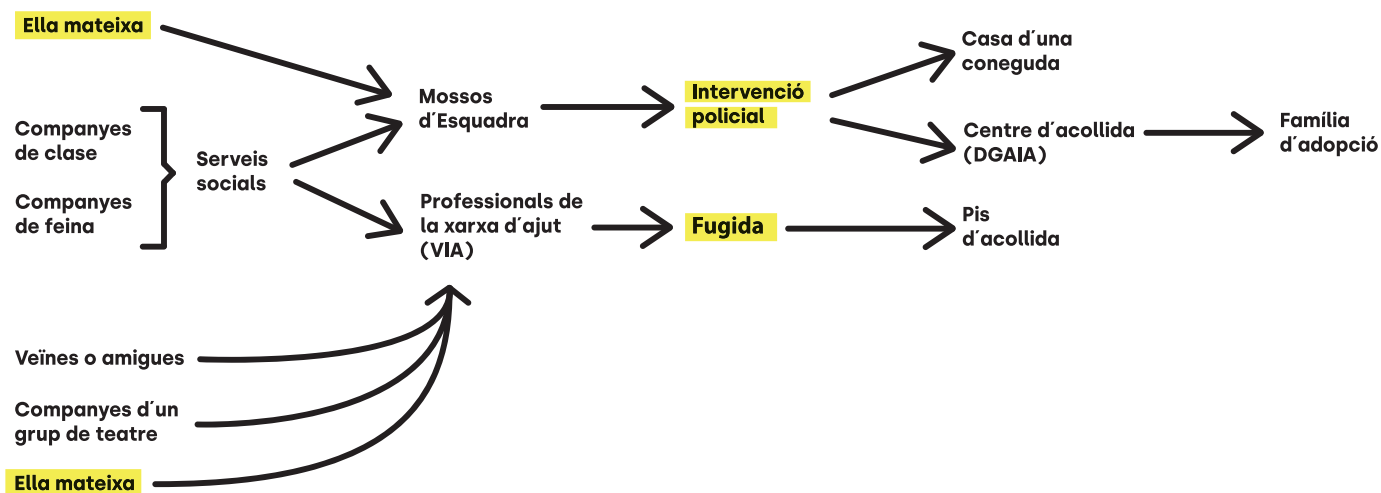 Ella mateixa
Companyes
de clase
Companyes
de feina
Serveis
socials
Mossos
d´Esquadra
Professionals de
la xarxa d´ajut
(VIA)
Intervenció
policial
Fugida
Casa d´una
coneguda
Centre d´acollida
(DGAIA)
Família
d´adopció
Pis
d´acollida
Veïnes o amigues
Companyes d´un
grup de teatre
Ella mateixa